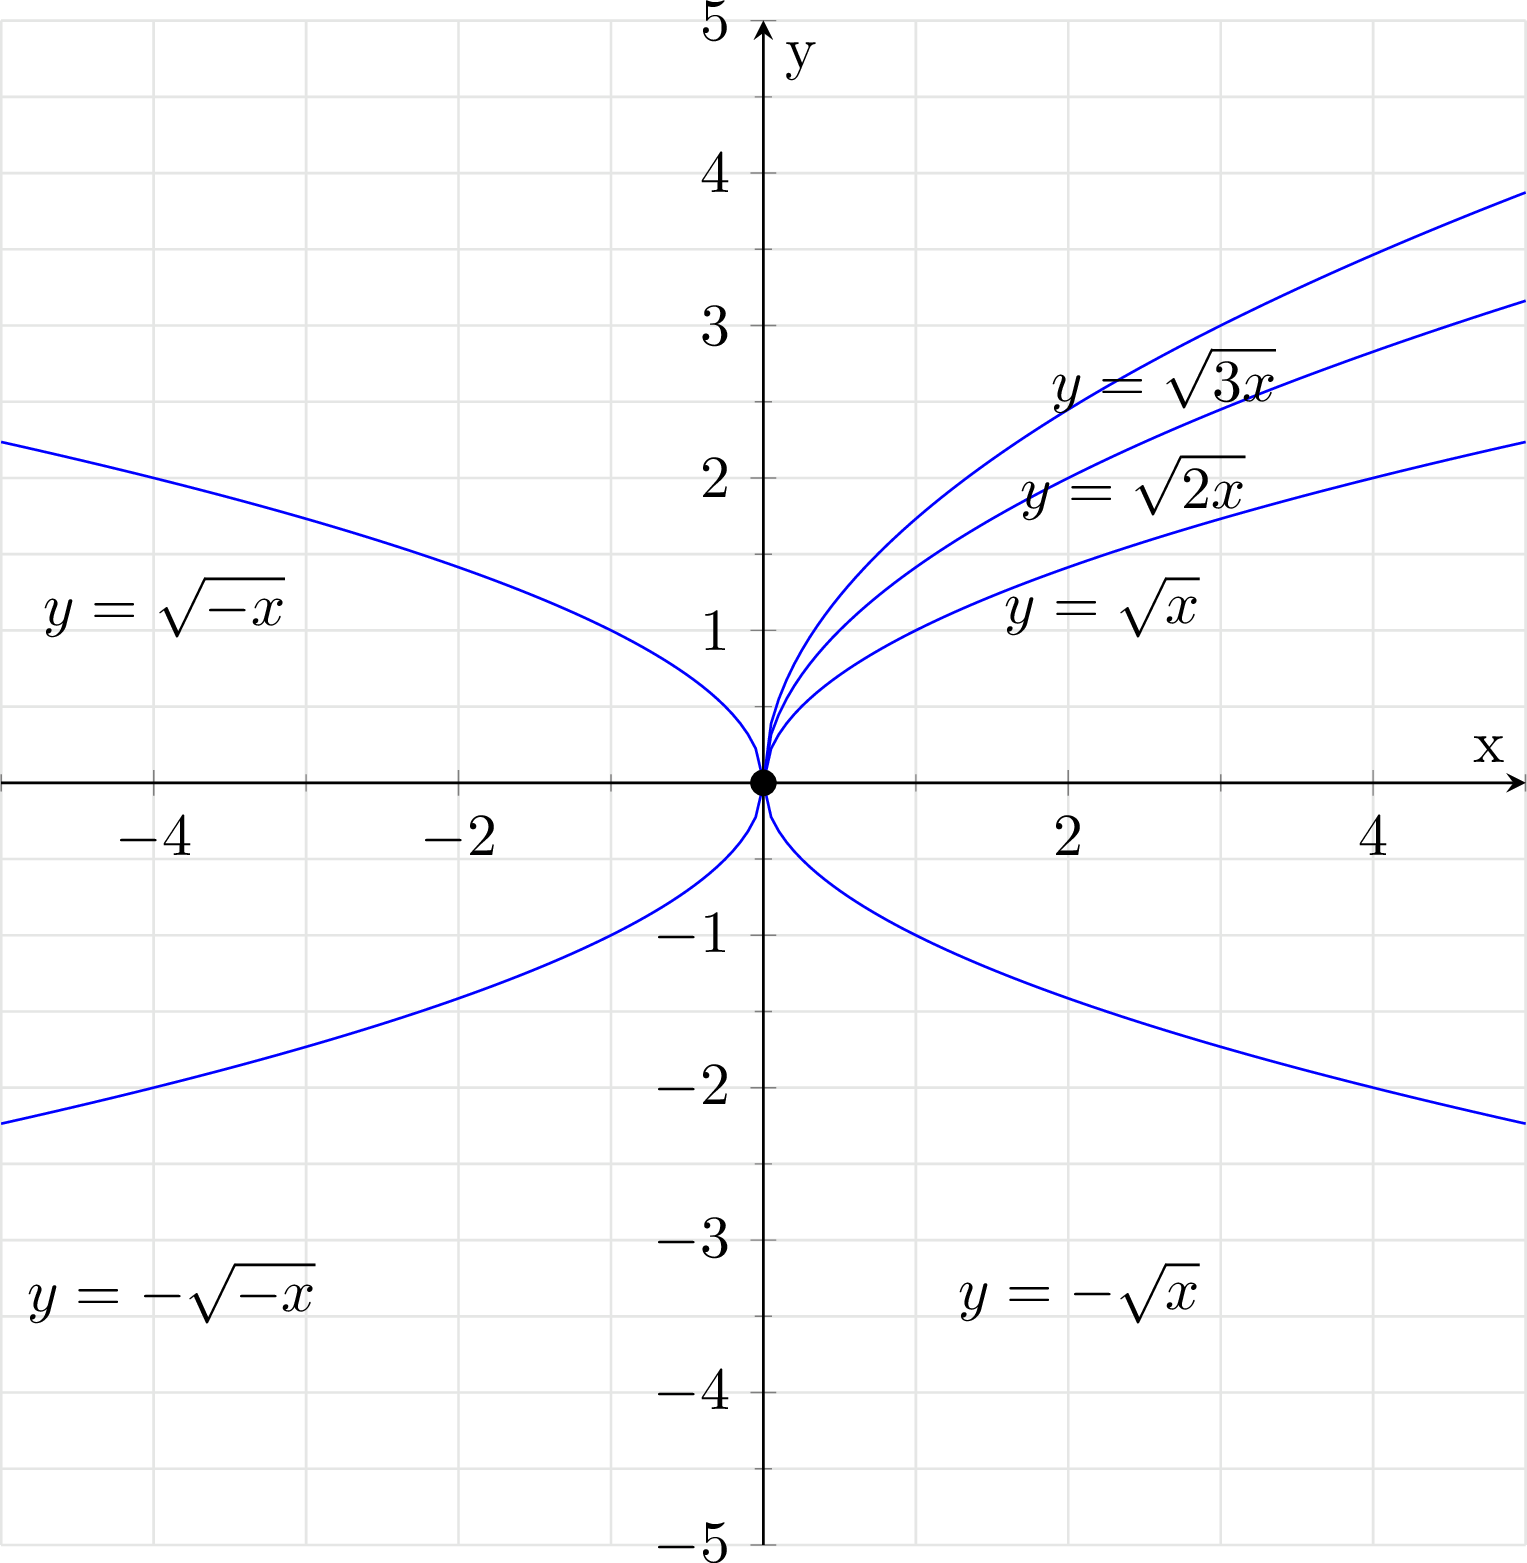 5
y
4
3
y = √3x
2
y = √2x
y = √−x
1
y = √x
x
−4 −2 2 4
−1
−2
−3
y = −√−x
y = −√x
−4
−5